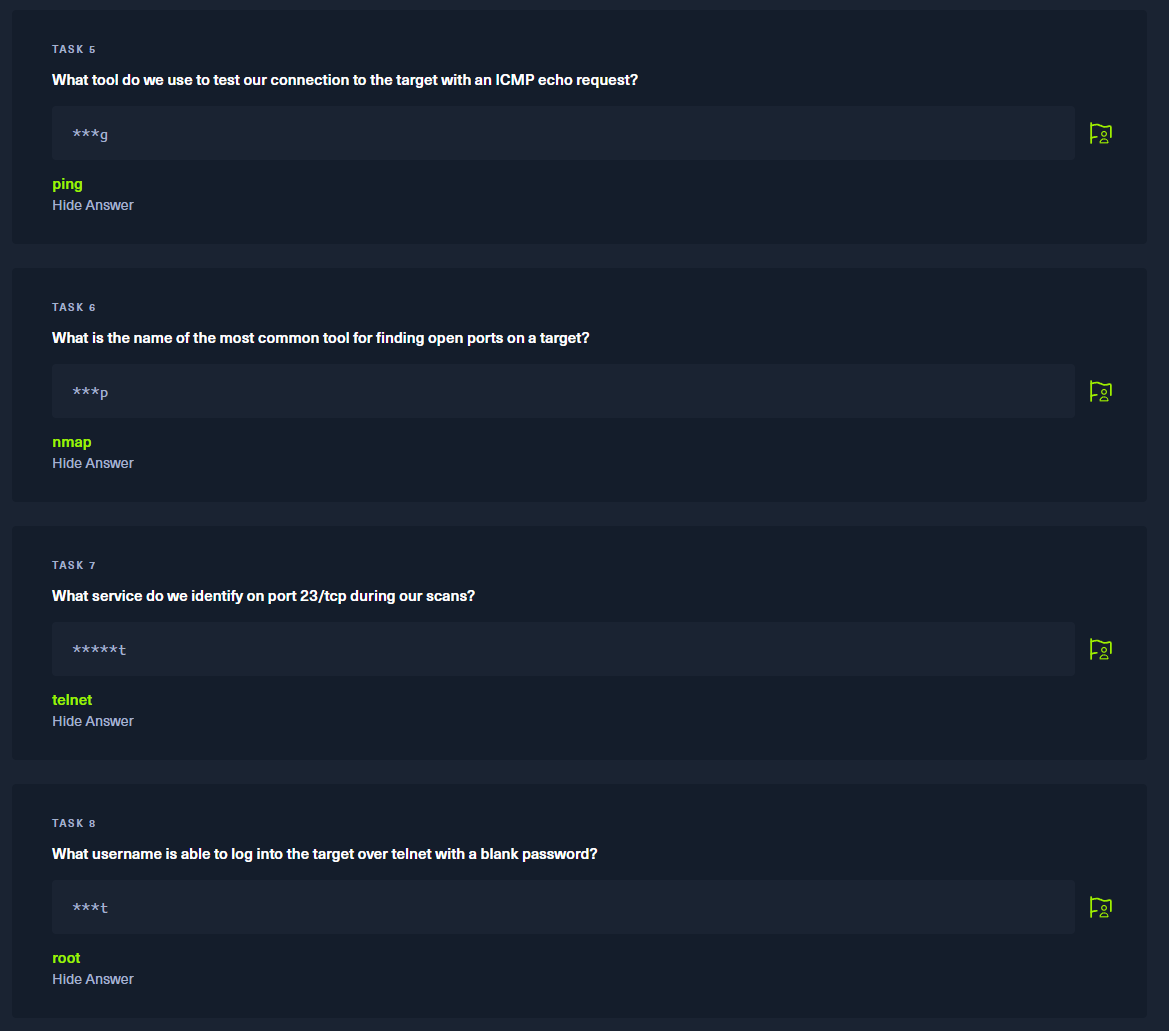 TASK 5
What tool do we use to test our connection to the target with an ICMP echo request?
***g
ping
Hide Answer
TASK 6
What is the name of the most common tool for finding open ports on a target?
***p
nmap
Hide Answer
TASK 7
What service do we identify on port 23/tcp during our scans?
*****t
telnet
Hide Answer
TASK 8
What username is able to log into the target over telnet with a blank password?
***t
root
Hide Answer